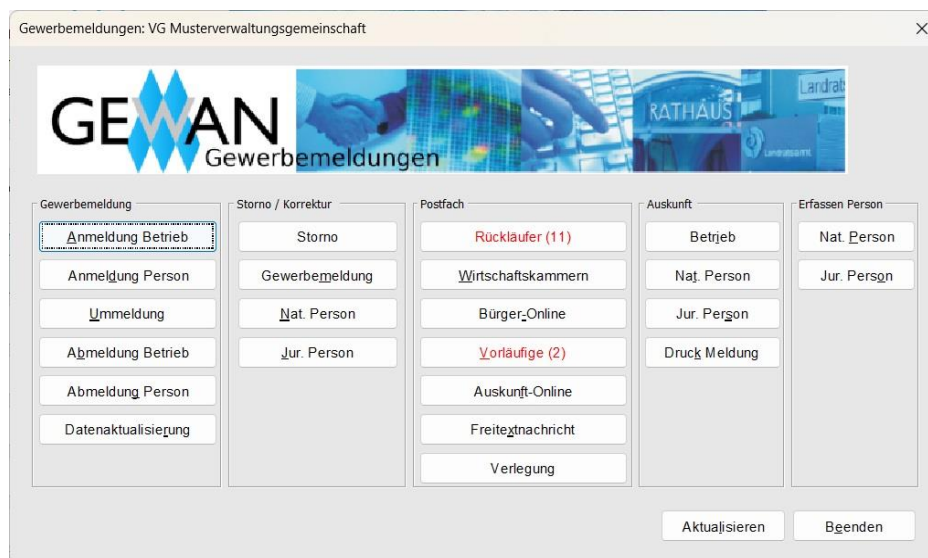 Gewerbemeldungen: VG Musterverwaltungsgemeinschaft
GEWAN
Gewerbemeldungen
RATHAUS
Landratsamt
Gewerbemeldung
Anmeldung Betrieb
Anmeldung Person
Ummeldung
Abmeldung Betrieb
Abmeldung Person
Datenaktualisierung
Storno / Korrektur
Storno
Gewerbemeldung
Nat. Person
Jur. Person
Postfach
Rückläufer (11)
Wirtschaftskammern
Bürger-Online
Vorläufige (2)
Auskunft-Online
Freitextnachricht
Verlegung
Auskunft
Betrieb
Nat. Person
Jur. Person
Druck Meldung
Erfassen Person
Nat. Person
Jur. Person
Aktualisieren
Beenden